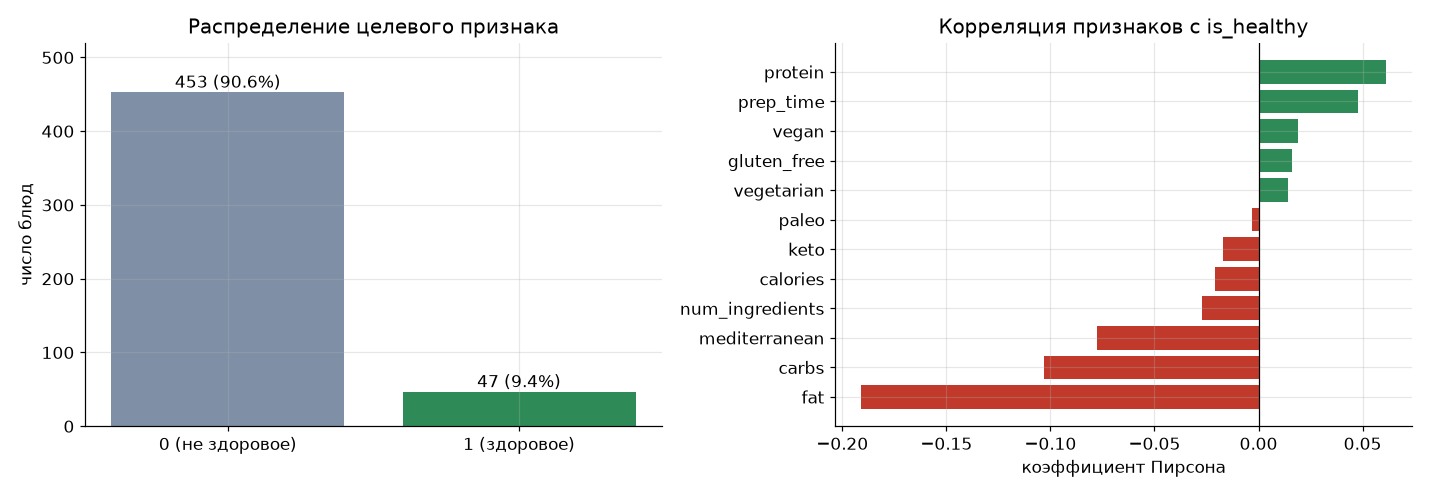 Распределение целевого признака
500
400
300
200
100
0
число блюд
453 (90.6%)
47 (9.4%)
0 (не здоровое)
1 (здоровое)
Корреляция признаков с is_healthy
protein
prep_time
vegan
gluten_free
vegetarian
paleo
keto
calories
num_ingredients
mediterranean
carbs
fat
−0.20
−0.15
−0.10
−0.05
0.00
0.05
коэффициент Пирсона